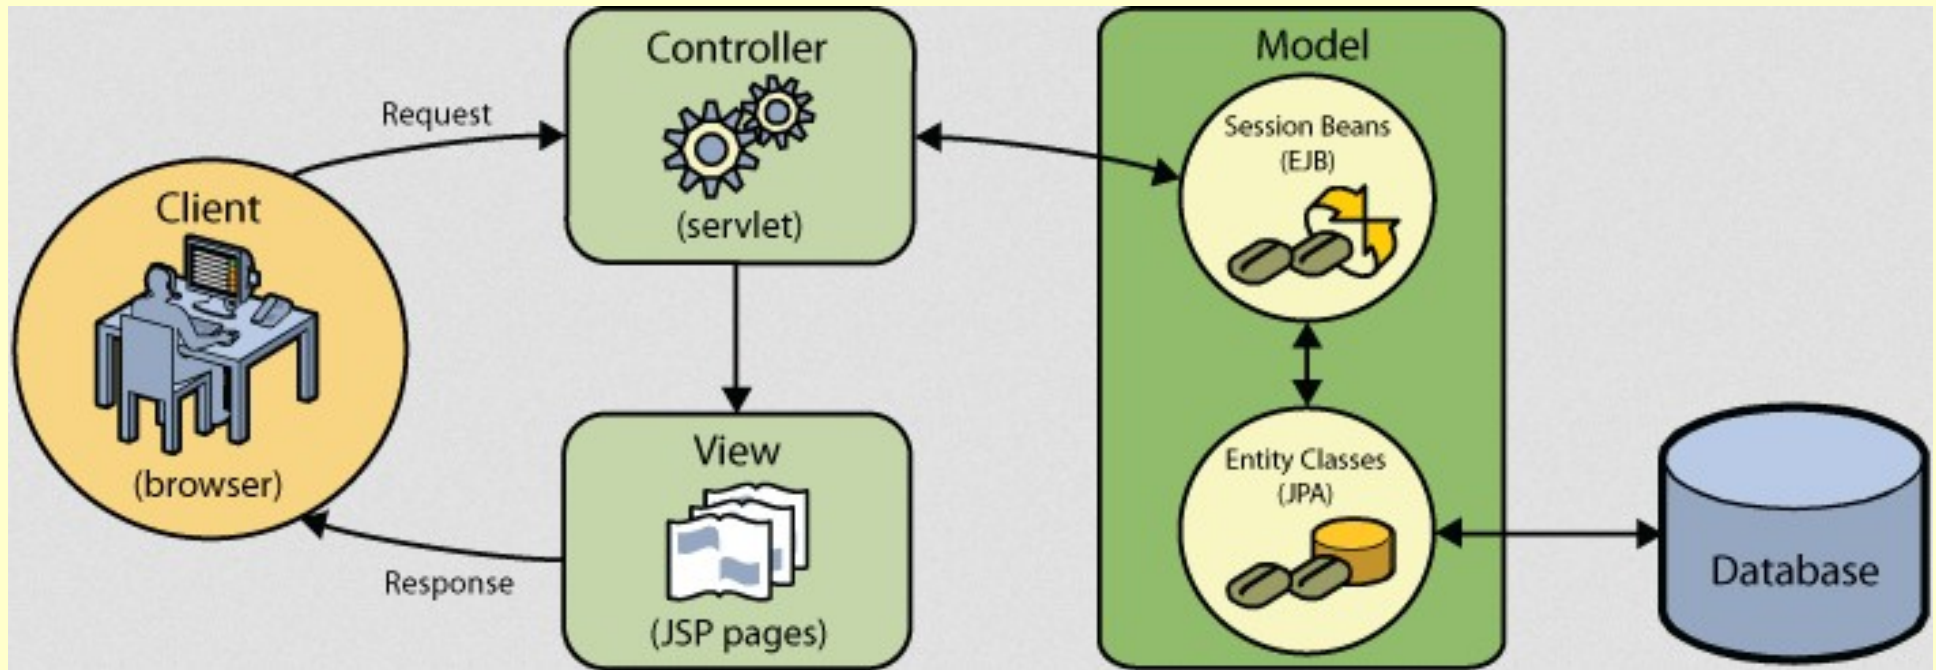 Controller
(servlet)
Request
Client
(browser)
View
(JSP pages)
Response
Model
Session Beans
(EJB)
Entity Classes
(JPA)
Database